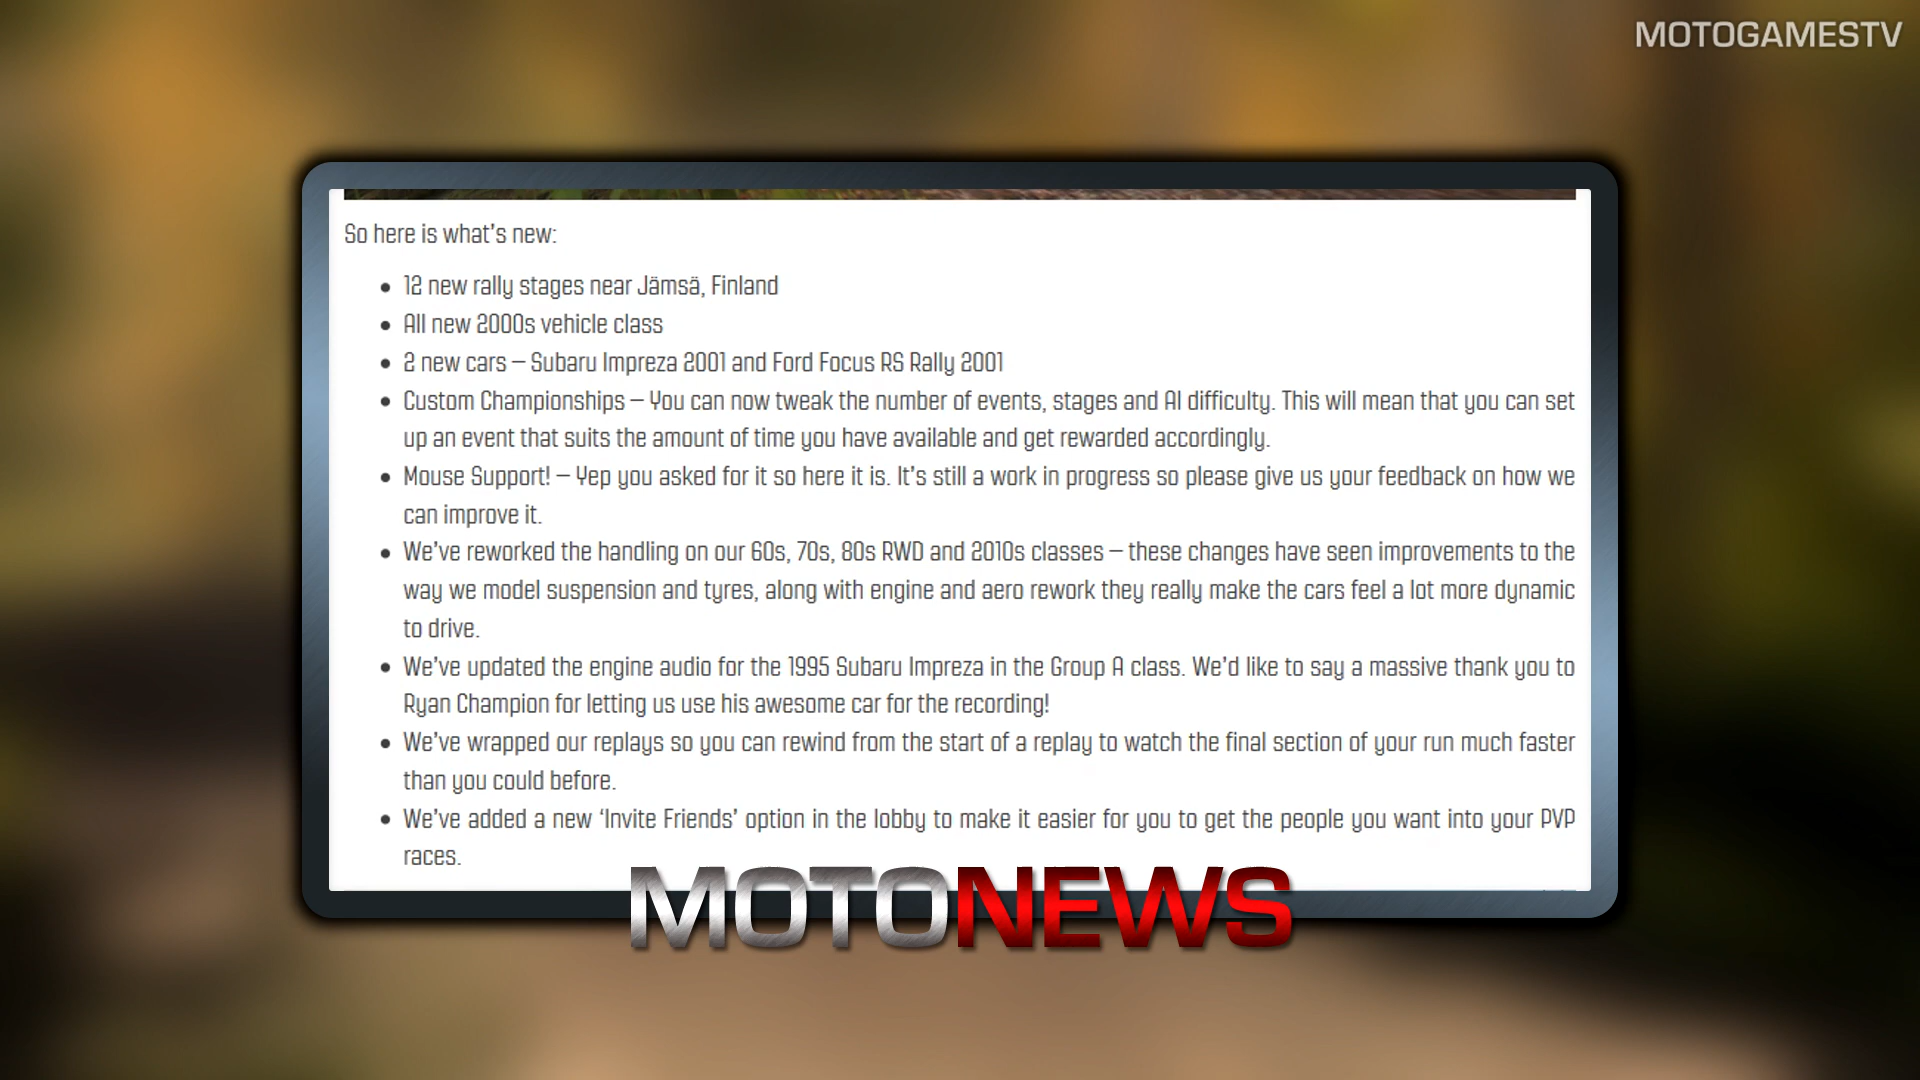 MOTOGAMESTV
So here is what's new:
• 12 new rally stages near Jämsä, Finland
• All new 2000s vehicle class
• 2 new cars – Subaru Impreza 2001 and Ford Focus RS Rally 2001
• Custom Championships – You can now tweak the number of events, stages and AI difficulty. This will mean that you can set
up an event that suits the amount of time you have available and get rewarded accordingly.
• Mouse Support! – Yep you asked for it so here it is. It's still a work in progress so please give us your feedback on how we
can improve it.
• We've reworked the handling on our 60s, 70s, 80s RWD and 2010s classes – these changes have seen improvements to the
way we model suspension and tyres, along with engine and aero rework they really make the cars feel a lot more dynamic
to drive.
• We've updated the engine audio for the 1995 Subaru Impreza in the Group A class. We'd like to say a massive thank you to
Ryan Champion for letting us use his awesome car for the recording!
• We've wrapped our replays so you can rewind from the start of a replay to watch the final section of your run much faster
than you could before.
• We've added a new ‘Invite Friends’ option in the lobby to make it easier for you to get the people you want into your PVP
races.
MOTONEWS